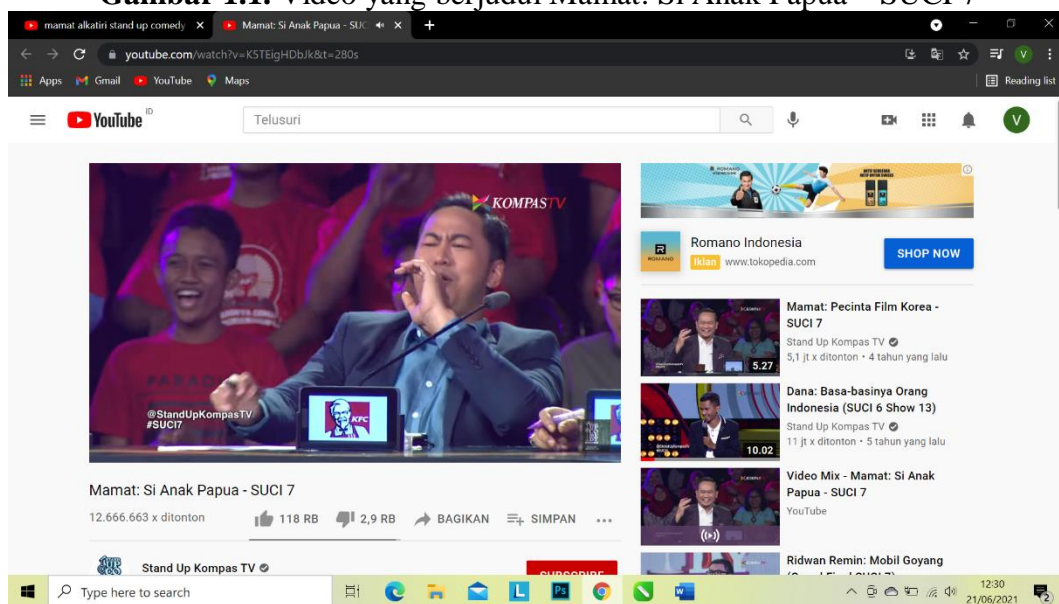 Gambar 1.1. Video yang berjudul Mamat: Si Anak Papua – SUCI 7
mamat alkatiri stand up comedy
Mamat: Si Anak Papua - SUC
youtube.com/watch?v=K5TEigHDbJk&t=280s
V
Apps
Gmail
YouTube
Maps
Reading list
YouTube ID
Telusuri
V
KOMPASTV
@StandUpKompasTV
#SUCI7
KFC
Mamat: Si Anak Papua - SUCI 7
12.666.663 x ditonton
118 RB
2,9 RB
BAGIKAN
SIMPAN
Stand Up Kompas TV
SUBSCRIBE
ROMANO
Romano Indonesia
Iklan www.tokopedia.com
SHOP NOW
Mamat: Pecinta Film Korea -
SUCI 7
Stand Up Kompas TV
5,1 jt x ditonton • 4 tahun yang lalu
5.27
Dana: Basa-basinya Orang
Indonesia (SUCI 6 Show 13)
Stand Up Kompas TV
11 jt x ditonton • 5 tahun yang lalu
10.02
Video Mix - Mamat: Si Anak
Papua - SUCI 7
YouTube
Ridwan Remin: Mobil Goyang
Type here to search
L
Ps
12:30
21/06/2021
2